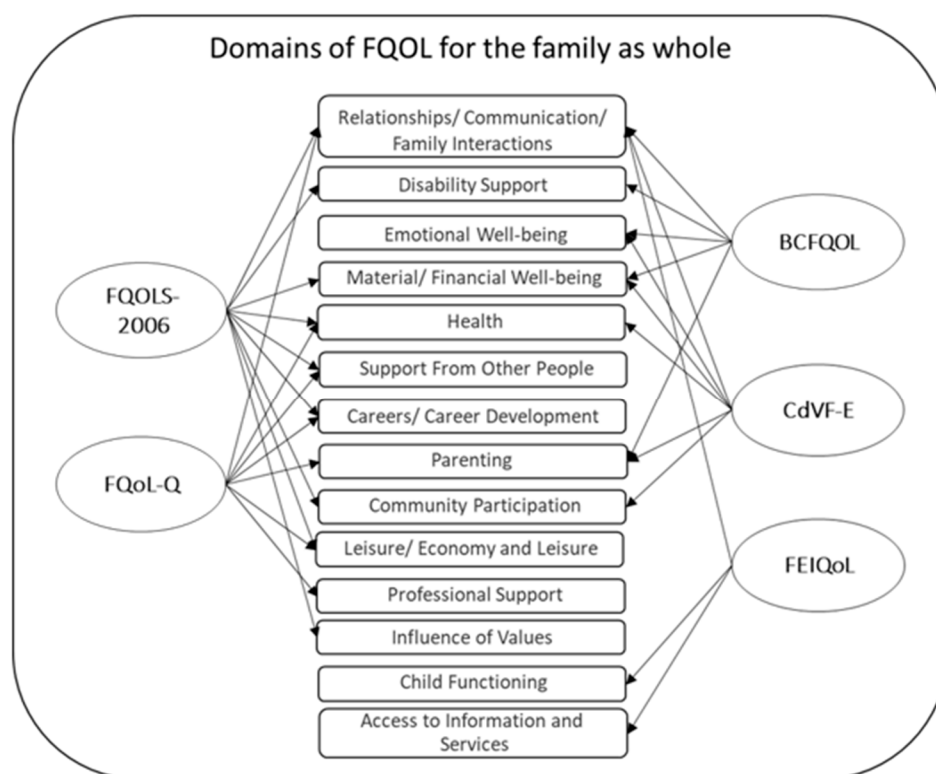 Domains of FQOL for the family as whole
Relationships/ Communication/
Family Interactions
Disability Support
Emotional Well-being
Material/ Financial Well-being
Health
Support From Other People
Careers/ Career Development
Parenting
Community Participation
Leisure/ Economy and Leisure
Professional Support
Influence of Values
Child Functioning
Access to Information and
Services
FQOLS-
2006
FQoL-Q
BCFQOL
CdVF-E
FEIQoL